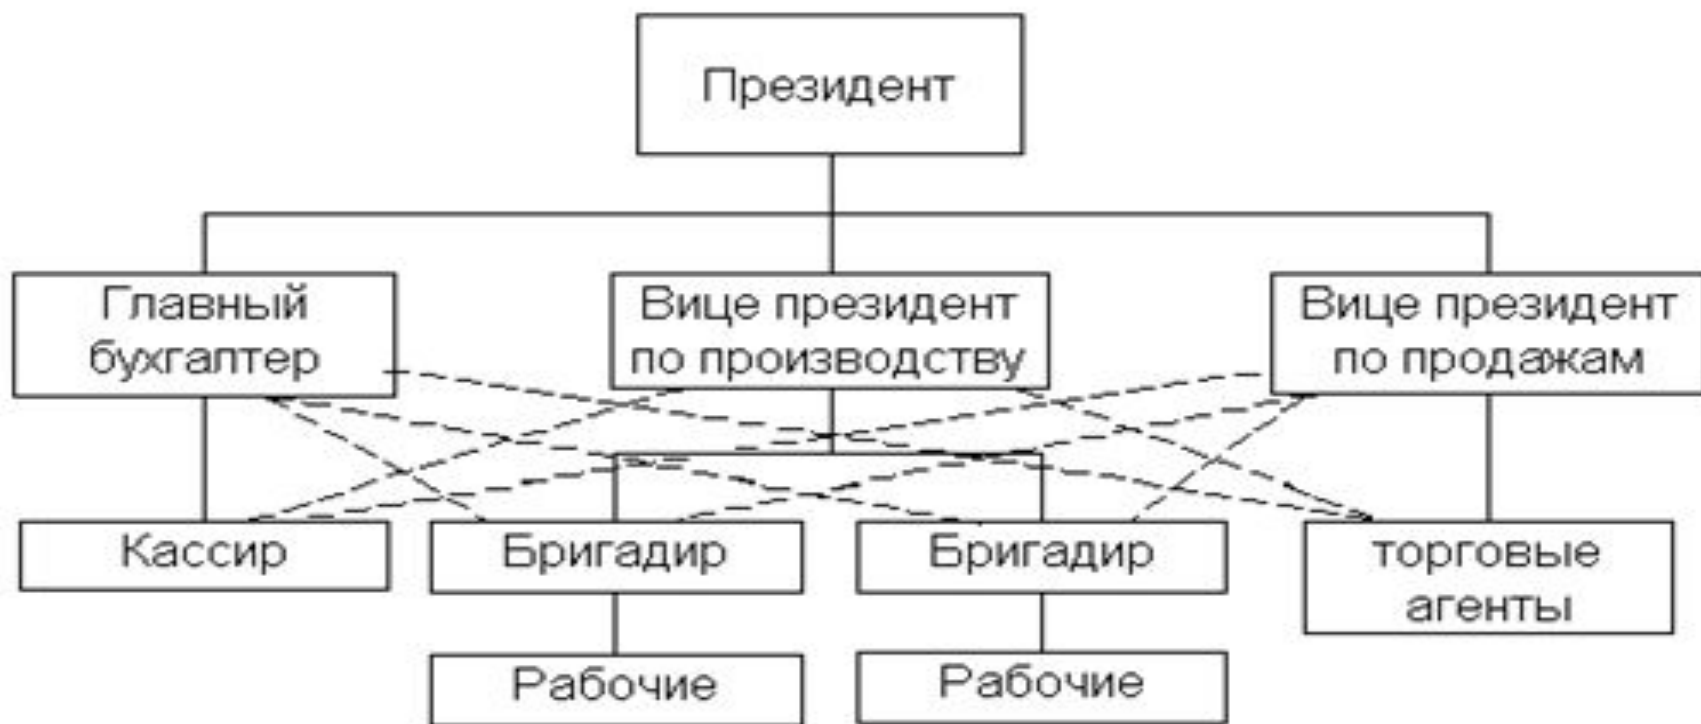 Президент
Главный
бухгалтер
Вице президент
по производству
Вице президент
по продажам
Кассир
Бригадир
Бригадир
торговые
агенты
Рабочие
Рабочие